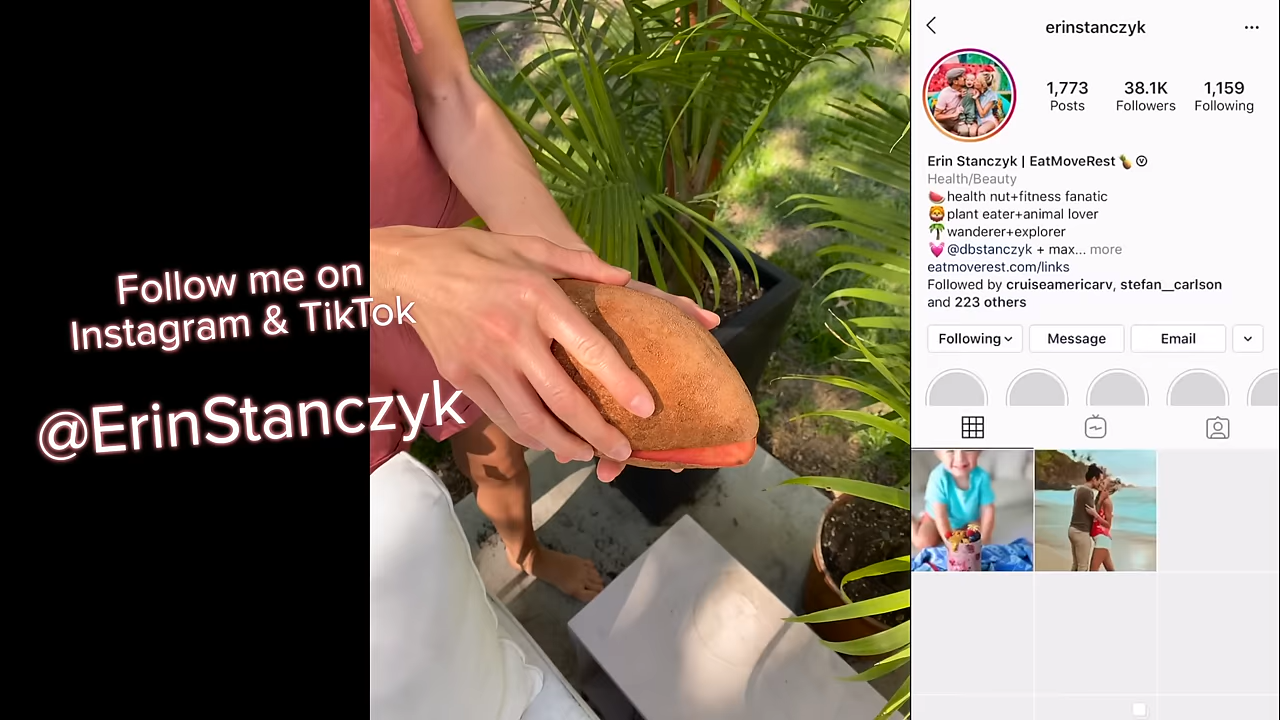 Follow me on
Instagram & TikTok
@ErinStanczyk
erinstanczyk
1,773 38.1K 1,159
Posts Followers Following
Erin Stanczyk | EatMoveRest 🍍 Ⓥ
Health/Beauty
🍉health nut+fitness fanatic
🦁plant eater+animal lover
🌴wanderer+explorer
💓@dbstanczyk + max... more
eatmoverest.com/links
Followed by cruiseamericarv, stefan__carlson
and 223 others
Following Message Email